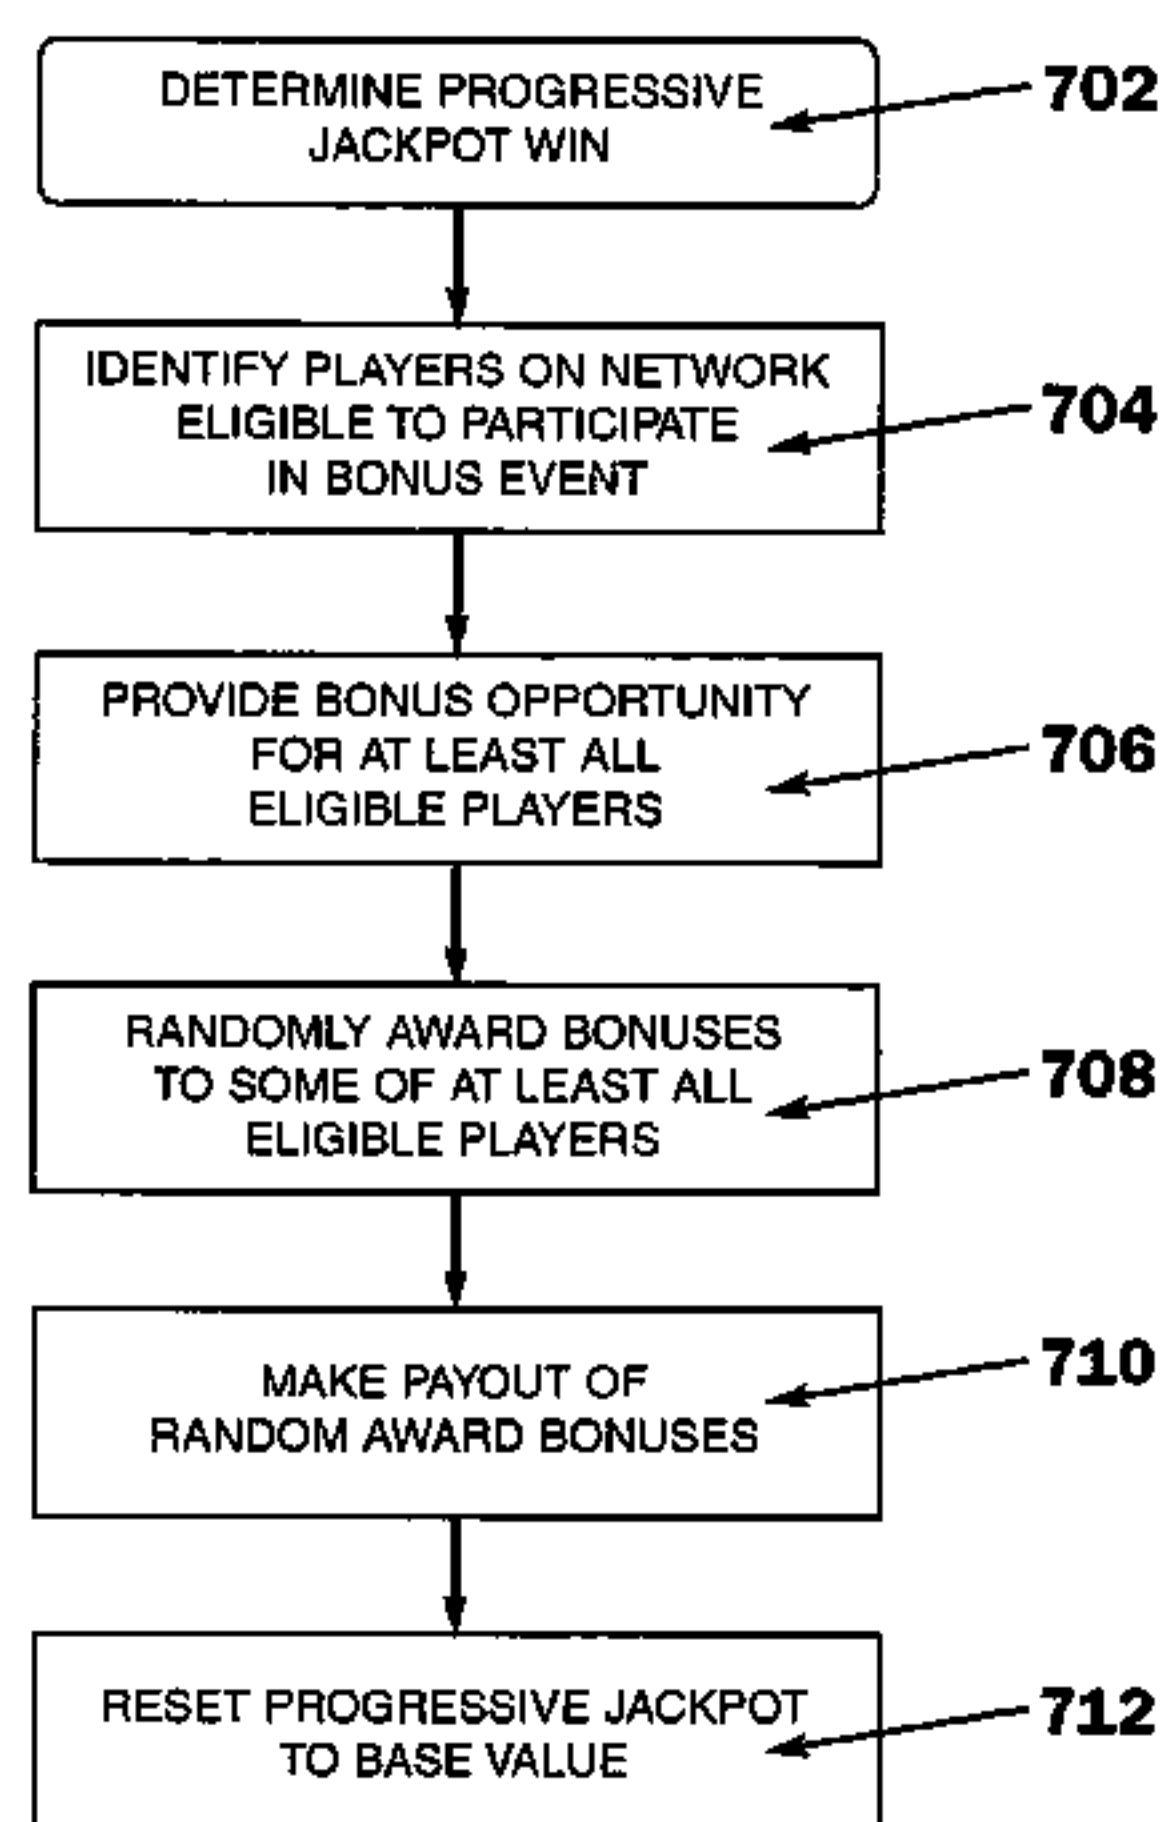 DETERMINE PROGRESSIVE
JACKPOT WIN
702
IDENTIFY PLAYERS ON NETWORK
ELIGIBLE TO PARTICIPATE
IN BONUS EVENT
704
PROVIDE BONUS OPPORTUNITY
FOR AT LEAST ALL
ELIGIBLE PLAYERS
706
RANDOMLY AWARD BONUSES
TO SOME OF AT LEAST ALL
ELIGIBLE PLAYERS
708
MAKE PAYOUT OF
RANDOM AWARD BONUSES
710
RESET PROGRESSIVE JACKPOT
TO BASE VALUE
712